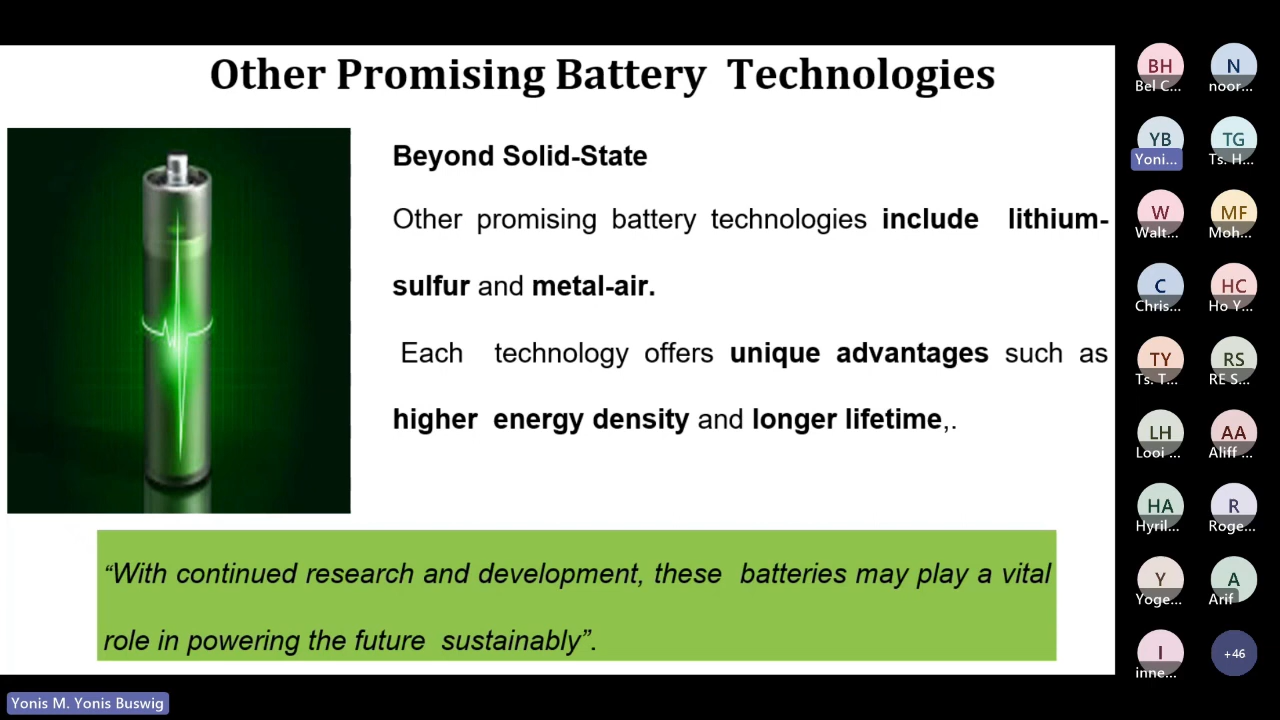 Other Promising Battery Technologies
Beyond Solid-State
Other promising battery technologies include lithium-
sulfur and metal-air.
Each technology offers unique advantages such as
higher energy density and longer lifetime,.
“With continued research and development, these batteries may play a vital
role in powering the future sustainably”.
BH
Bel C...
N
noor...
YB
Yoni...
TG
Ts. H...
W
Walt...
MF
Moh...
C
Chris...
HC
Ho Y...
TY
Ts. T...
RS
RE S...
LH
Looi ...
AA
Aliff ...
HA
Hyril...
R
Roge...
Y
Yoge...
A
Arif
I
inne...
+46
Yonis M. Yonis Buswig